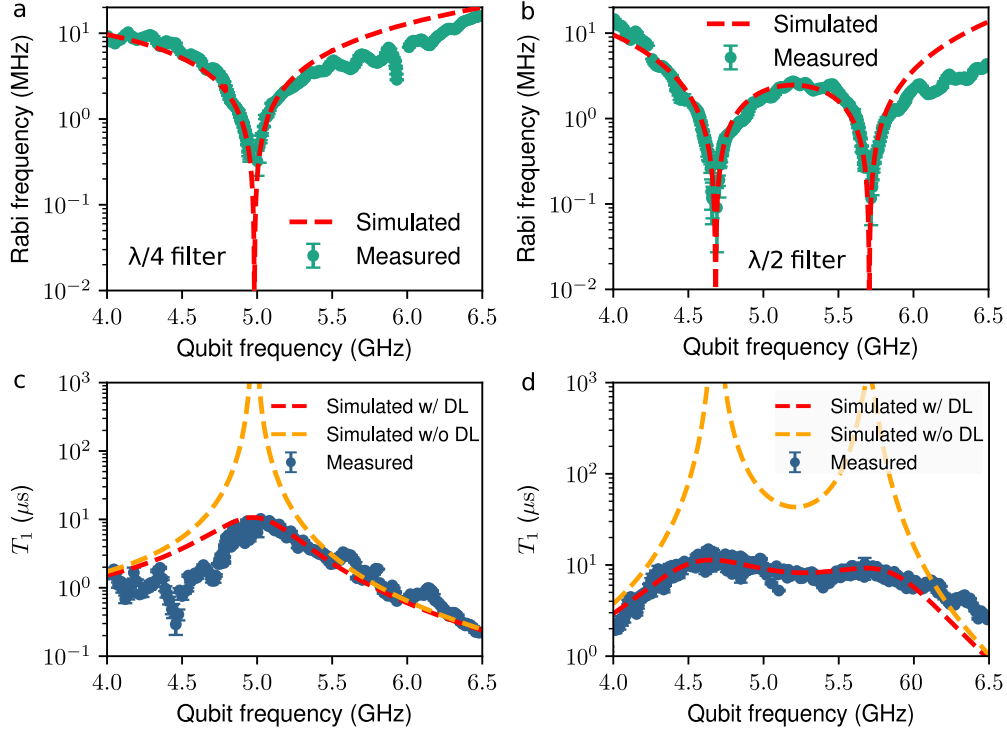 a
Rabi frequency (MHz)
10^1
10^0
10^-1
10^-2
Simulated
Measured
λ/4 filter
4.0 4.5 5.0 5.5 6.0 6.5
Qubit frequency (GHz)
b
Rabi frequency (MHz)
10^1
10^0
10^-1
10^-2
Simulated
Measured
λ/2 filter
4.0 4.5 5.0 5.5 6.0 6.5
Qubit frequency (GHz)
c
T_1 (μs)
10^3
10^2
10^1
10^0
10^-1
Simulated w/ DL
Simulated w/o DL
Measured
4.0 4.5 5.0 5.5 6.0 6.5
Qubit frequency (GHz)
d
T_1 (μs)
10^3
10^2
10^1
10^0
Simulated w/ DL
Simulated w/o DL
Measured
4.0 4.5 5.0 5.5 60 6.5
Qubit frequency (GHz)